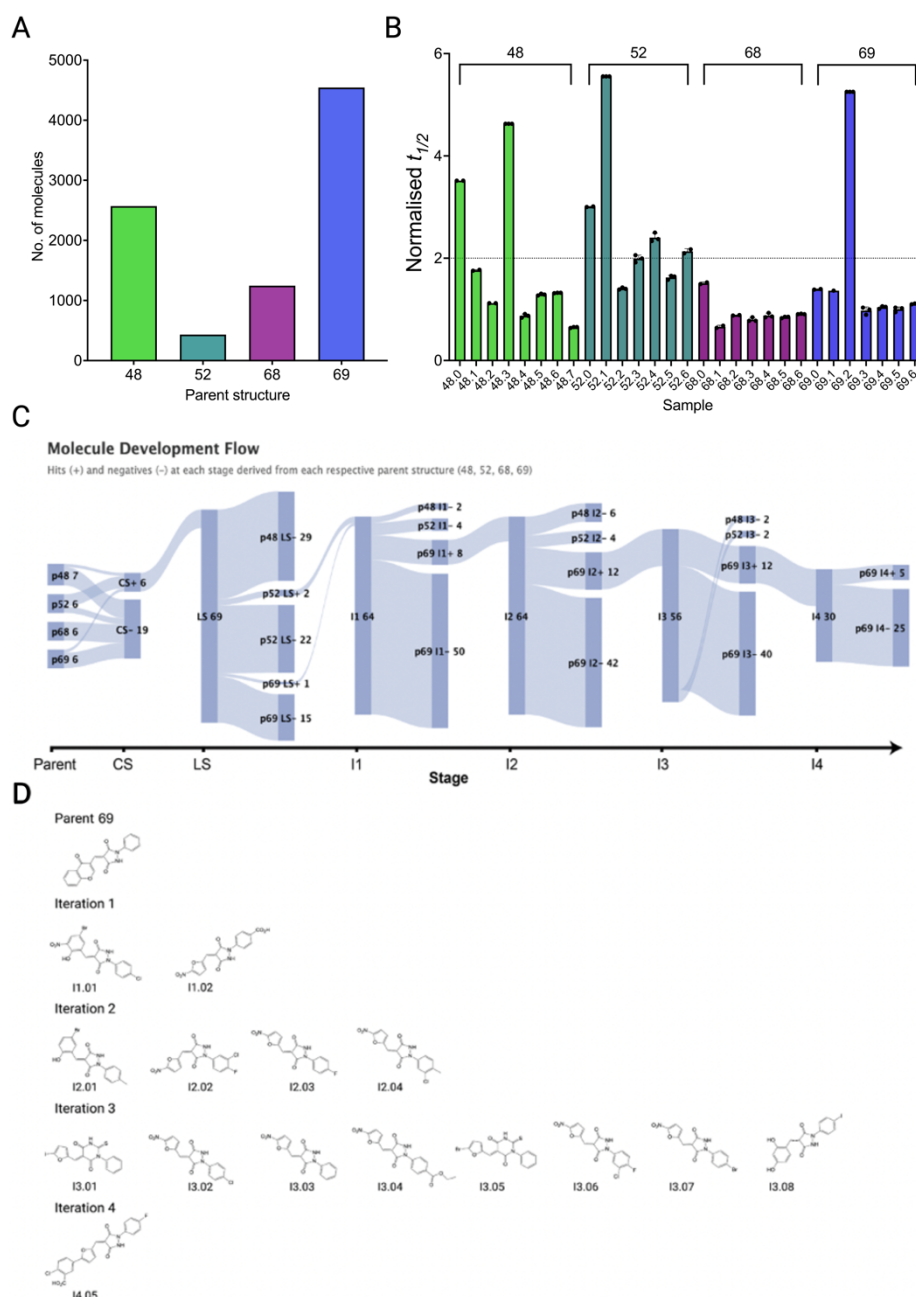 A
No. of molecules
5000
4000
3000
2000
1000
0
48
52
68
69
Parent structure
B
Normalised t1/2
6
4
2
0
48
52
68
69
48.0
48.1
48.2
48.3
48.4
48.5
48.6
48.7
52.0
52.1
52.2
52.3
52.4
52.5
52.6
68.0
68.1
68.2
68.3
68.4
68.5
68.6
69.0
69.1
69.2
69.3
69.4
69.5
69.6
Sample
C
Molecule Development Flow
Hits (+) and negatives (−) at each stage derived from each respective parent structure (48, 52, 68, 69)
p48 7
p52 6
p68 6
p69 6
CS+ 6
CS- 19
LS 69
p48 LS- 29
p52 LS+ 2
p52 LS- 22
p69 LS+ 1
p69 LS- 15
I1 64
p48 I1- 2
p52 I1- 4
p69 I1+ 8
p69 I1- 50
I2 64
p48 I2- 6
p52 I2- 4
p69 I2+ 12
p69 I2- 42
I3 56
p48 I3- 2
p52 I3- 2
p69 I3+ 12
p69 I3- 40
I4 30
p69 I4+ 5
p69 I4- 25
Parent
CS
LS
I1
I2
I3
I4
Stage
D
Parent 69
Iteration 1
I1.01
I1.02
Iteration 2
I2.01
I2.02
I2.03
I2.04
Iteration 3
I3.01
I3.02
I3.03
I3.04
I3.05
I3.06
I3.07
I3.08
Iteration 4
I4.05